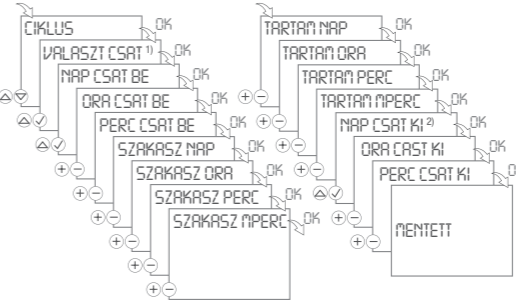 CIKLUS
OK
VALASZT CSAT 1)
OK
NAP CSAT BE
OK
ORA CSAT BE
OK
PERC CSAT BE
OK
SZAKASZ NAP
OK
SZAKASZ ORA
OK
SZAKASZ PERC
OK
SZAKASZ MPERC
OK
TARTAM NAP
OK
TARTAM ORA
OK
TARTAM PERC
OK
TARTAM MPERC
OK
NAP CSAT KI 2)
OK
ORA CAST KI
OK
PERC CSAT KI
MENTETT